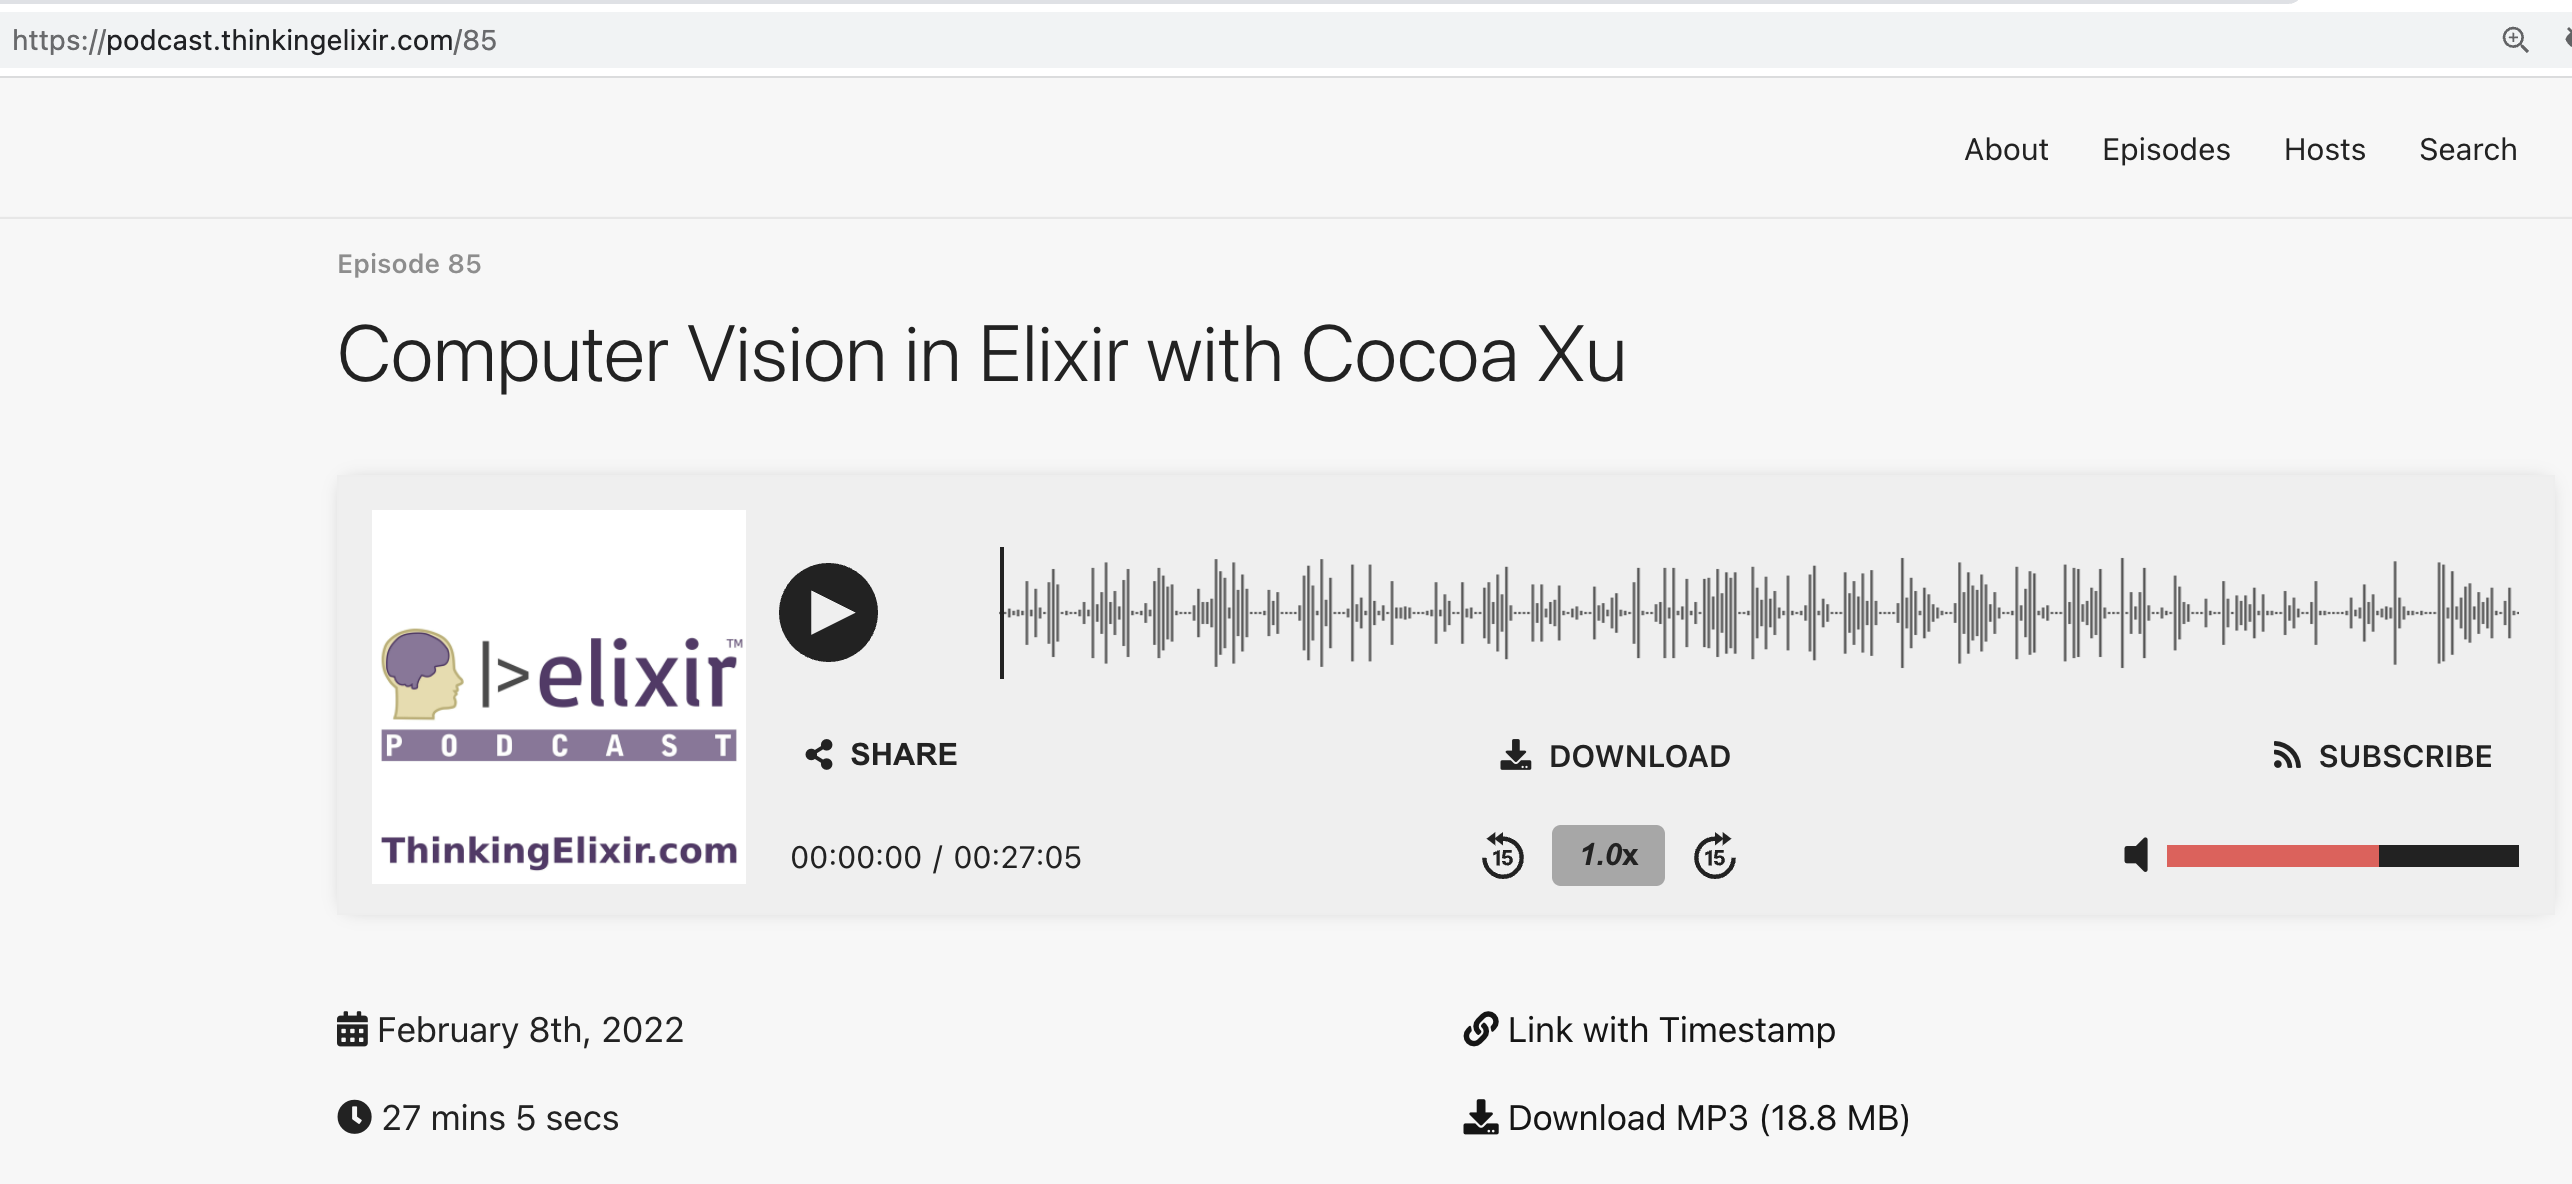 https://podcast.thinkingelixir.com/85
About Episodes Hosts Search
Episode 85
Computer Vision in Elixir with Cocoa Xu
|>elixir™
PODCAST
ThinkingElixir.com
SHARE
DOWNLOAD
SUBSCRIBE
00:00:00 / 00:27:05
15 1.0x 15
February 8th, 2022
Link with Timestamp
27 mins 5 secs
Download MP3 (18.8 MB)